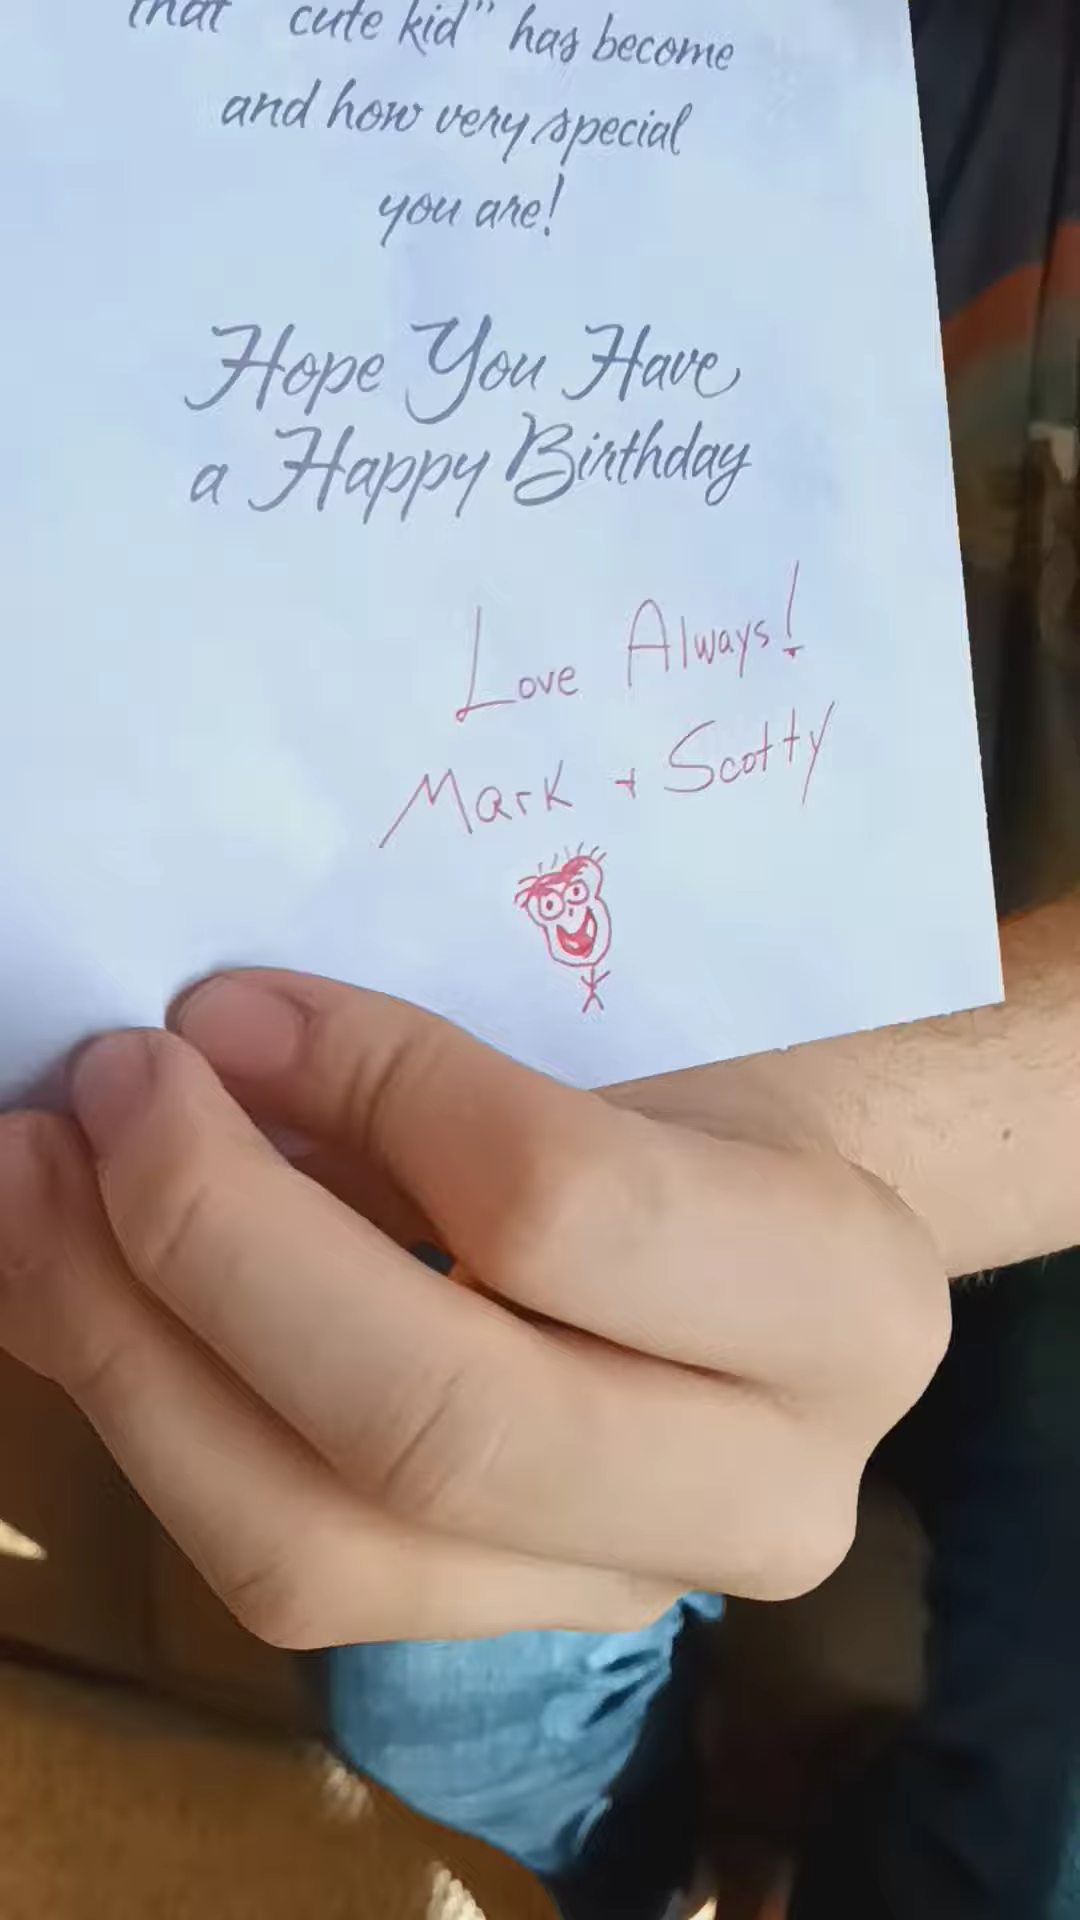 that "cute kid" has become
and how very special
you are!
Hope You Have
a Happy Birthday
Love Always!
Mark + Scotty